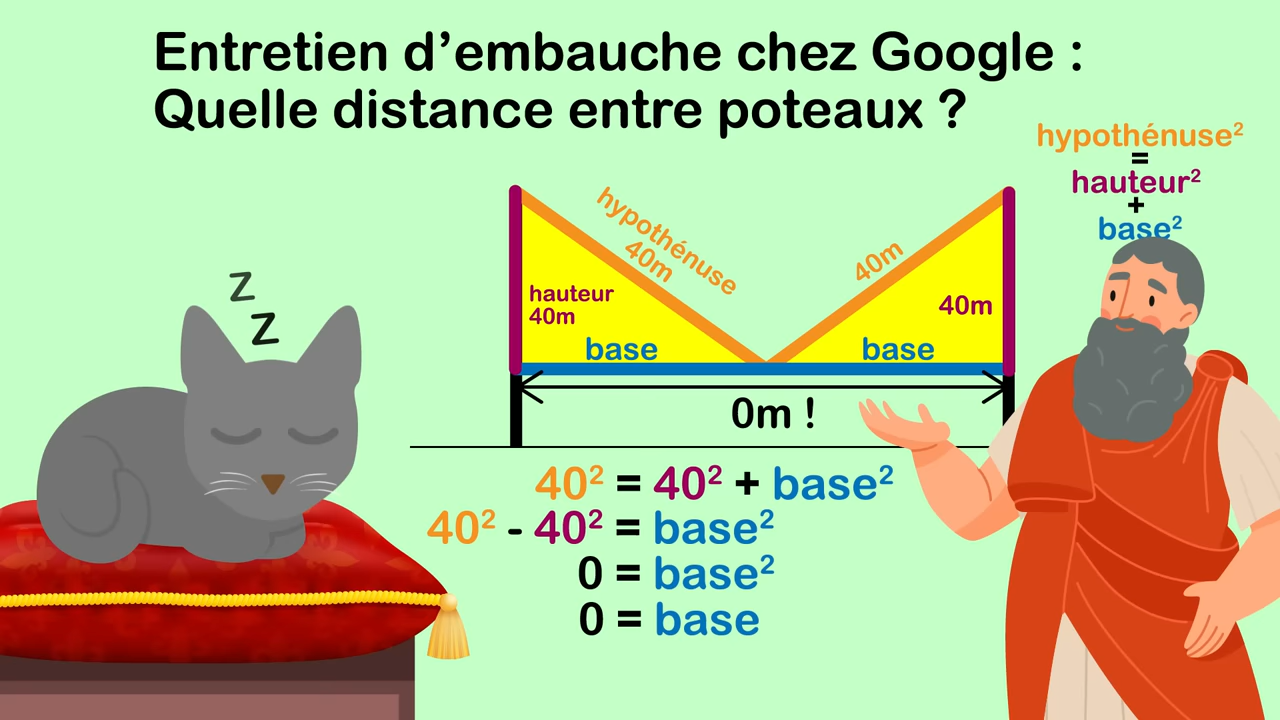 Entretien d’embauche chez Google :
Quelle distance entre poteaux ?
hypothénuse²
=
hauteur²
+
base²
hypothénuse
40m
40m
hauteur
40m
40m
base
base
0m !
z
z
40² = 40² + base²
40² - 40² = base²
0 = base²
0 = base